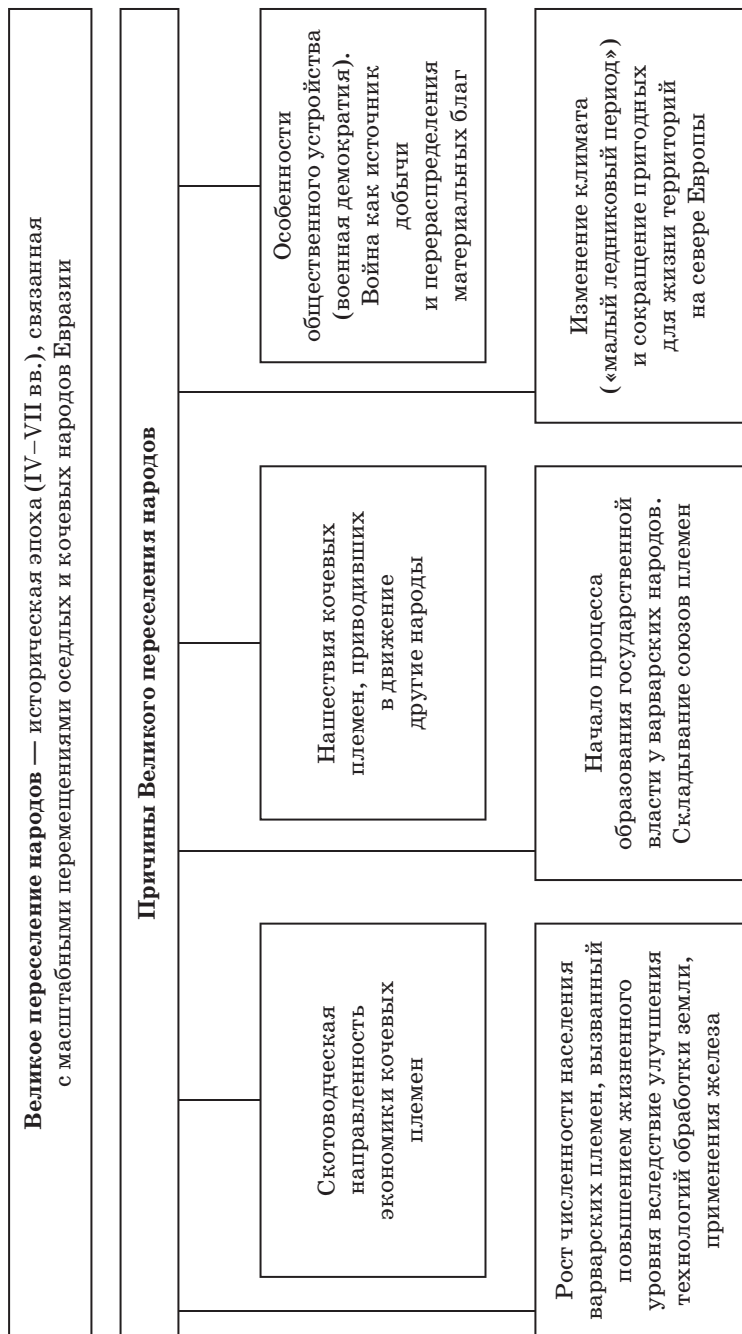 Великое переселение народов — историческая эпоха (IV–VII вв.), связанная
с масштабными перемещениями оседлых и кочевых народов Евразии
Причины Великого переселения народов
Скотоводческая
направленность
экономики кочевых
племен
Нашествия кочевых
племен, приводивших
в движение
другие народы
Особенности
общественного устройства
(военная демократия).
Война как источник
добычи
и перераспределения
материальных благ
Рост численности населения
варварских племен, вызванный
повышением жизненного
уровня вследствие улучшения
технологий обработки земли,
применения железа
Начало процесса
образования государственной
власти у варварских народов.
Складывание союзов племен
Изменение климата
(«малый ледниковый период»)
и сокращение пригодных
для жизни территорий
на севере Европы